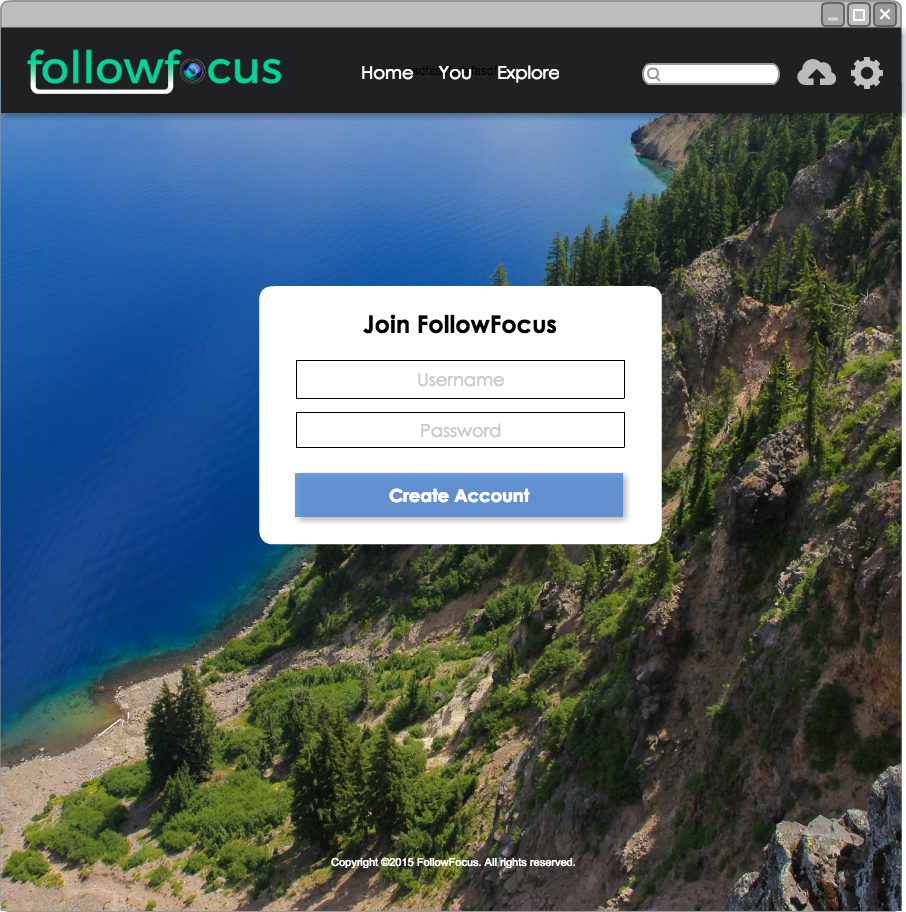 followfocus
Home You Explore
Join FollowFocus
Username
Password
Create Account
Copyright ©2015 FollowFocus. All rights reserved.